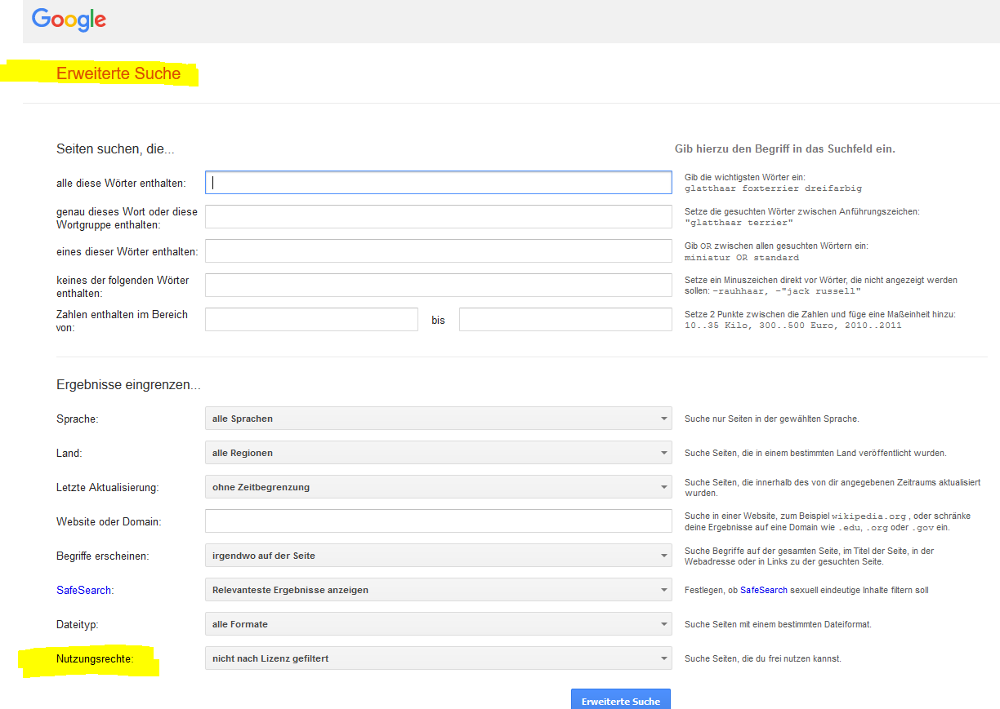 Google
Erweiterte Suche
Seiten suchen, die...
Gib hierzu den Begriff in das Suchfeld ein.
alle diese Wörter enthalten:
Gib die wichtigsten Wörter ein:
glatthaar foxterrier dreifarbig
genau dieses Wort oder diese
Wortgruppe enthalten:
Setze die gesuchten Wörter zwischen Anführungszeichen:
"glatthaar terrier"
eines dieser Wörter enthalten:
Gib OR zwischen allen gesuchten Wörtern ein:
miniatur OR standard
keines der folgenden Wörter
enthalten:
Setze ein Minuszeichen direkt vor Wörter, die nicht angezeigt werden
sollen: -rauhhaar, -"jack russell"
Zahlen enthalten im Bereich
von:
bis
Setze 2 Punkte zwischen die Zahlen und füge eine Maßeinheit hinzu:
10..35 Kilo, 300..500 Euro, 2010..2011
Ergebnisse eingrenzen...
Sprache:
alle Sprachen
Suche nur Seiten in der gewählten Sprache.
Land:
alle Regionen
Suche Seiten, die in einem bestimmten Land veröffentlicht wurden.
Letzte Aktualisierung:
ohne Zeitbegrenzung
Suche Seiten, die innerhalb des von dir angegebenen Zeitraums aktualisiert
wurden.
Website oder Domain:
Suche in einer Website, zum Beispiel wikipedia.org , oder schränke
deine Ergebnisse auf eine Domain wie .edu, .org oder .gov ein.
Begriffe erscheinen:
irgendwo auf der Seite
Suche Begriffe auf der gesamten Seite, im Titel der Seite, in der
Webadresse oder in Links zu der gesuchten Seite.
SafeSearch:
Relevanteste Ergebnisse anzeigen
Festlegen, ob SafeSearch sexuell eindeutige Inhalte filtern soll
Dateityp:
alle Formate
Suche Seiten mit einem bestimmten Dateiformat.
Nutzungsrechte:
nicht nach Lizenz gefiltert
Suche Seiten, die du frei nutzen kannst.
Erweiterte Suche